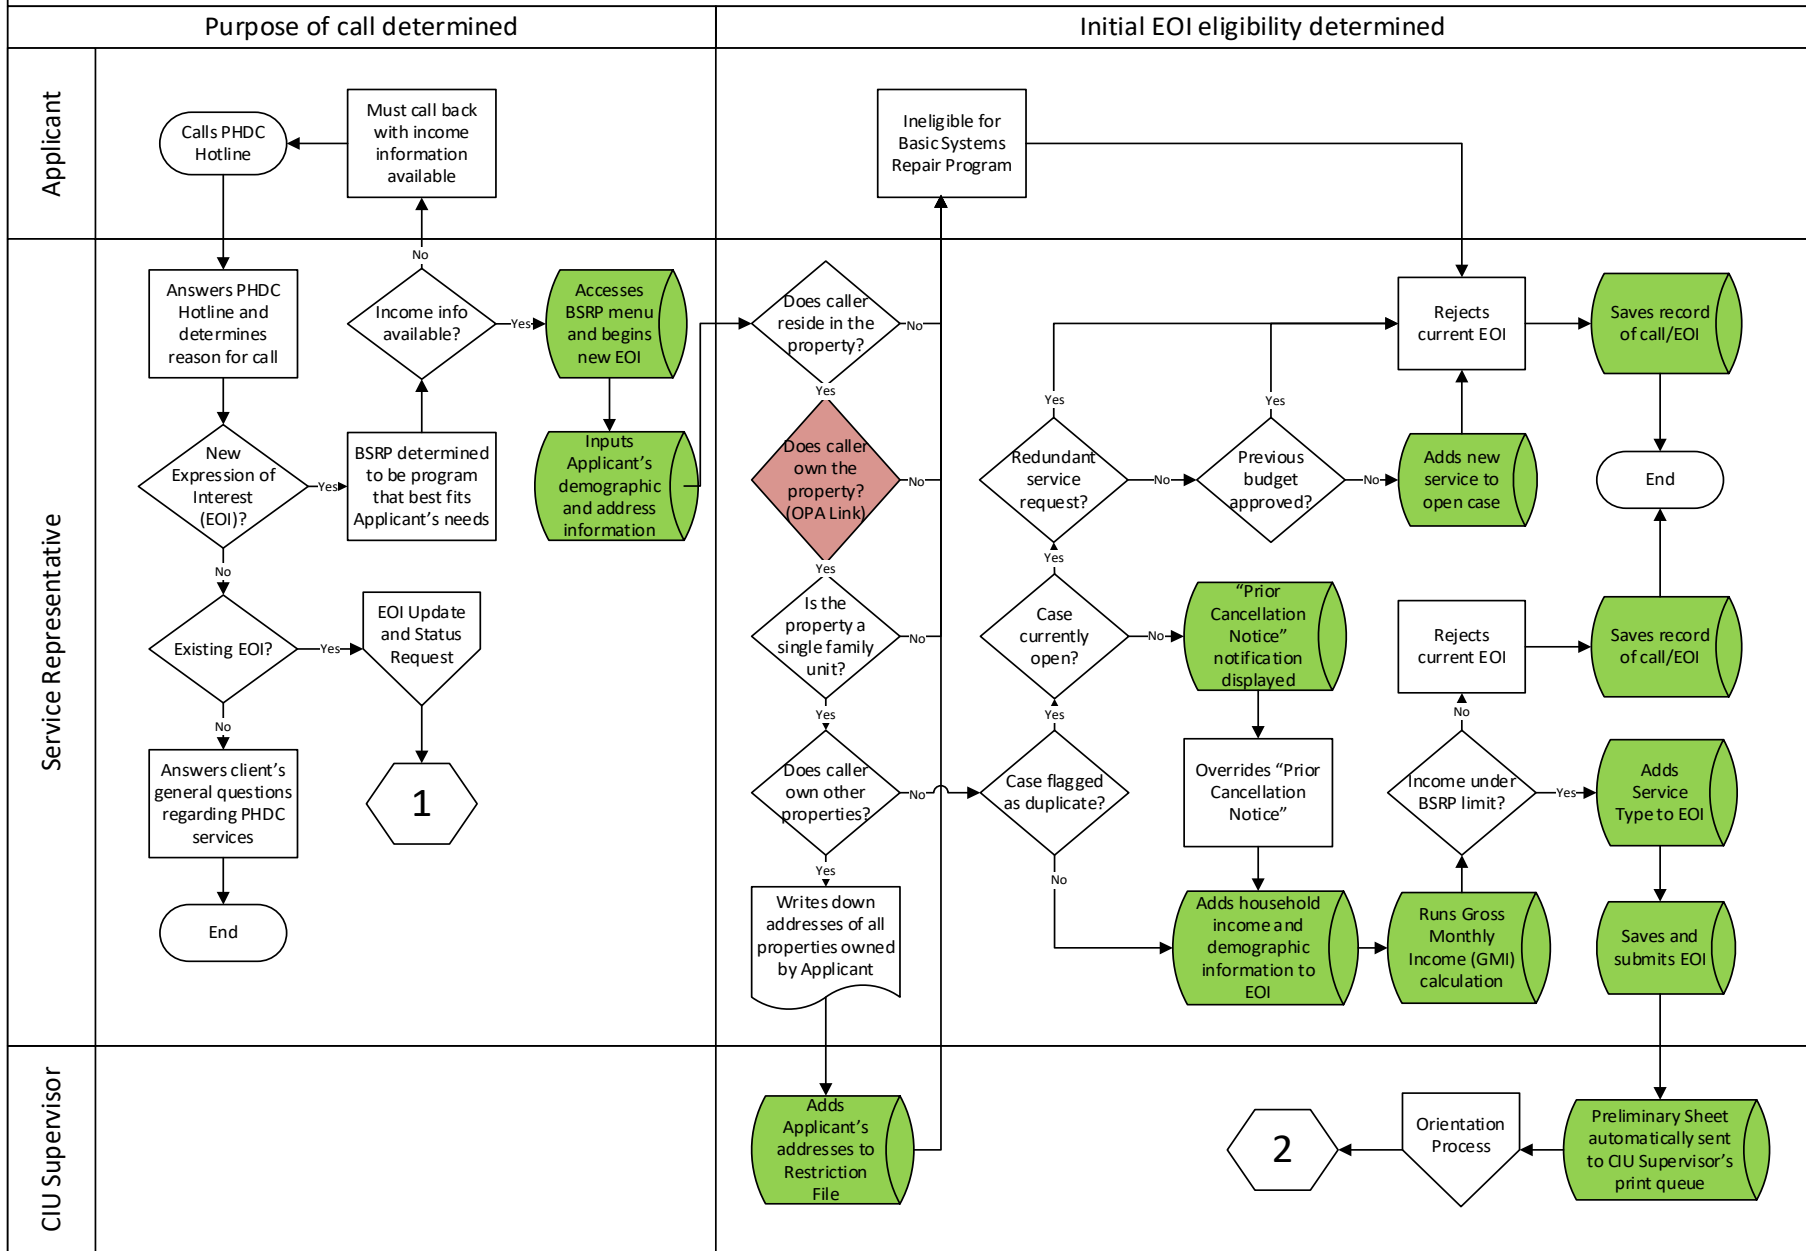 Purpose of call determined
Initial EOI eligibility determined
Applicant
Calls PHDC
Hotline
Must call back
with income
information
available
Ineligible for
Basic Systems
Repair Program
Service Representative
Answers PHDC
Hotline and
determines
reason for call
No
Income info
available?
Yes
Accesses
BSRP menu
and begins
new EOI
New
Expression of
Interest
(EOI)?
Yes
BSRP determined
to be program
that best fits
Applicant's needs
Inputs
Applicant's
demographic
and address
information
No
Existing EOI?
Yes
EOI Update
and Status
Request
1
No
Answers client's
general questions
regarding PHDC
services
End
Does caller
reside in the
property?
No
Yes
Does caller
own the
property?
(OPA Link)
No
Yes
Is the
property a
single family
unit?
No
Yes
Does caller
own other
properties?
No
Yes
Writes down
addresses of all
properties owned
by Applicant
Case flagged
as duplicate?
Yes
No
Case
currently
open?
Yes
No
Redundant
service
request?
Yes
No
Previous
budget
approved?
Yes
No
Adds new
service to
open case
Rejects
current EOI
Saves record
of call/EOI
End
“Prior
Cancellation
Notice”
notification
displayed
Overrides “Prior
Cancellation
Notice”
Adds household
income and
demographic
information to
EOI
Runs Gross
Monthly
Income (GMI)
calculation
Income under
BSRP limit?
No
Yes
Rejects
current EOI
Saves record
of call/EOI
Adds
Service
Type to EOI
Saves and
submits EOI
CIU Supervisor
Adds
Applicant's
addresses to
Restriction
File
2
Orientation
Process
Preliminary Sheet
automatically sent
to CIU Supervisor's
print queue